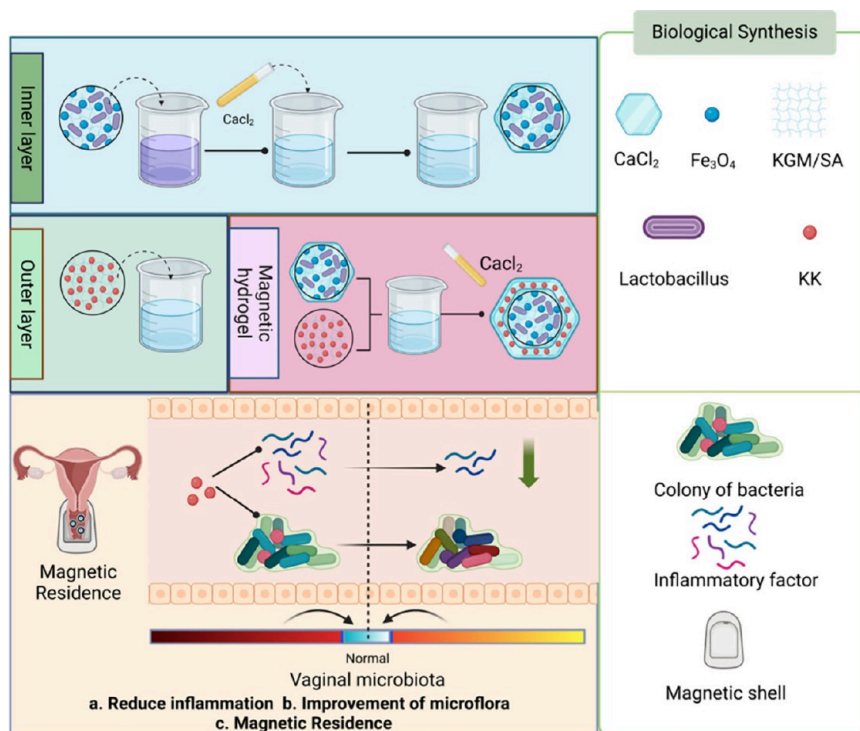 Inner layer
Cacl₂
Outer layer
Magnetic
hydrogel
Cacl₂
Biological Synthesis
CaCl₂
Fe₃O₄
KGM/SA
Lactobacillus
KK
Magnetic
Residence
Normal
Vaginal microbiota
a. Reduce inflammation b. Improvement of microflora
c. Magnetic Residence
Colony of bacteria
Inflammatory factor
Magnetic shell